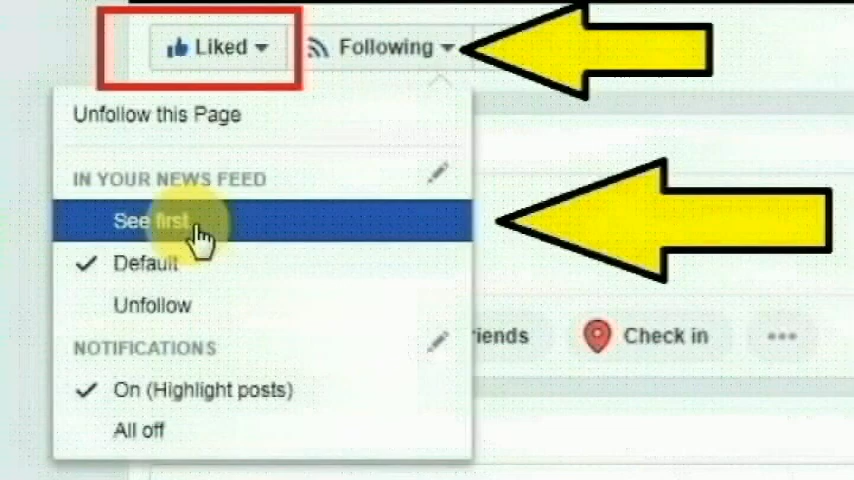 Liked Following
Unfollow this Page
IN YOUR NEWS FEED
See first
Default
Unfollow
NOTIFICATIONS
riends Check in
On (Highlight posts)
All off